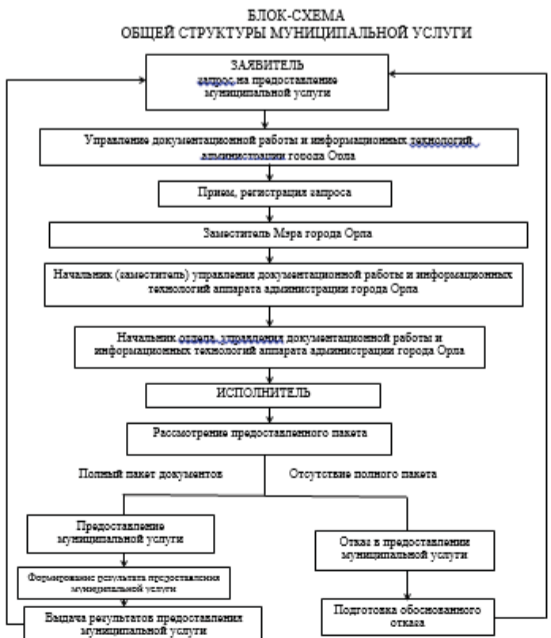 БЛОК-СХЕМА
ОБЩЕЙ СТРУКТУРЫ МУНИЦИПАЛЬНОЙ УСЛУГИ
ЗАЯВИТЕЛЬ
запрос на предоставление
муниципальной услуги
Управление документационной работы и информационных технологий
администрации города Орла
Прием, регистрация запроса
Заместитель Мэра города Орла
Начальник (заместитель) управления документационной работы и информационных
технологий аппарата администрации города Орла
Начальник отдела, управления документационной работы и
информационных технологий аппарата администрации города Орла
ИСПОЛНИТЕЛЬ
Рассмотрение предоставленного пакета
Полный пакет документов
Отсутствие полного пакета
Предоставление
муниципальной услуги
Формирование результата предоставления
муниципальной услуги
Выдача результатов предоставления
муниципальной услуги
Отказ в предоставлении
муниципальной услуги
Подготовка обоснованного
отказа